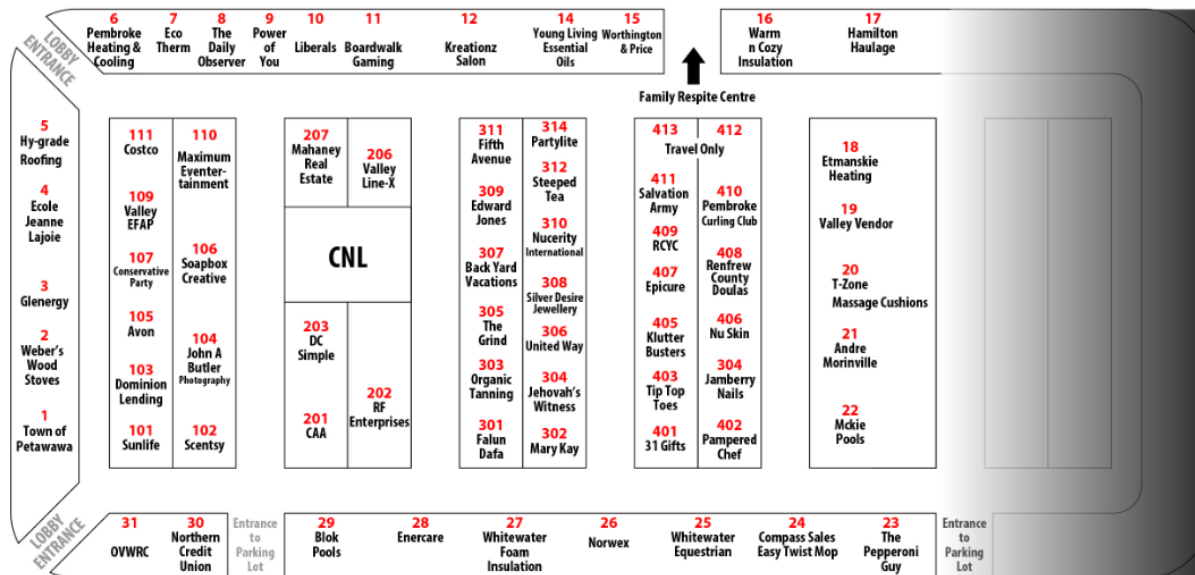 6
Pembroke
Heating &
Cooling
7
Eco
Therm
8
The
Daily
Observer
9
Power
of
You
10
Liberals
11
Boardwalk
Gaming
12
Kreationz
Salon
14
Young Living
Essential
Oils
15
Worthington
& Price
16
Warm
n Cozy
Insulation
17
Hamilton
Haulage
LOBBY
ENTRANCE
Family Respite Centre
5
Hy-grade
Roofing
4
Ecole
Jeanne
Lajoie
3
Glenergy
2
Weber's
Wood
Stoves
1
Town of
Petawawa
111
Costco
109
Valley
EFAP
107
Conservative
Party
105
Avon
103
Dominion
Lending
101
Sunlife
110
Maximum
Eventer-
tainment
106
Soapbox
Creative
104
John A
Butler
Photography
102
Scentsy
207
Mahaney
Real
Estate
206
Valley
Line-X
CNL
203
DC
Simple
201
CAA
202
RF
Enterprises
311
Fifth
Avenue
309
Edward
Jones
307
Back Yard
Vacations
305
The
Grind
303
Organic
Tanning
301
Falun
Dafa
314
Partylite
312
Steeped
Tea
310
Nucerity
International
308
Silver Desire
Jewellery
306
United Way
304
Jehovah's
Witness
302
Mary Kay
413 412
Travel Only
411
Salvation
Army
409
RCYC
407
Epicure
405
Klutter
Busters
403
Tip Top
Toes
401
31 Gifts
410
Pembroke
Curling Club
408
Renfrew
County
Doulas
406
Nu Skin
304
Jamberry
Nails
402
Pampered
Chef
18
Etmanskie
Heating
19
Valley Vendor
20
T-Zone
Massage Cushions
21
Andre
Morinville
22
Mckie
Pools
LOBBY
ENTRANCE
31
OVWRC
30
Northern
Credit
Union
Entrance
to
Parking
Lot
29
Blok
Pools
28
Enercare
27
Whitewater
Foam
Insulation
26
Norwex
25
Whitewater
Equestrian
24
Compass Sales
Easy Twist Mop
23
The
Pepperoni
Guy
Entrance
to
Parking
Lot